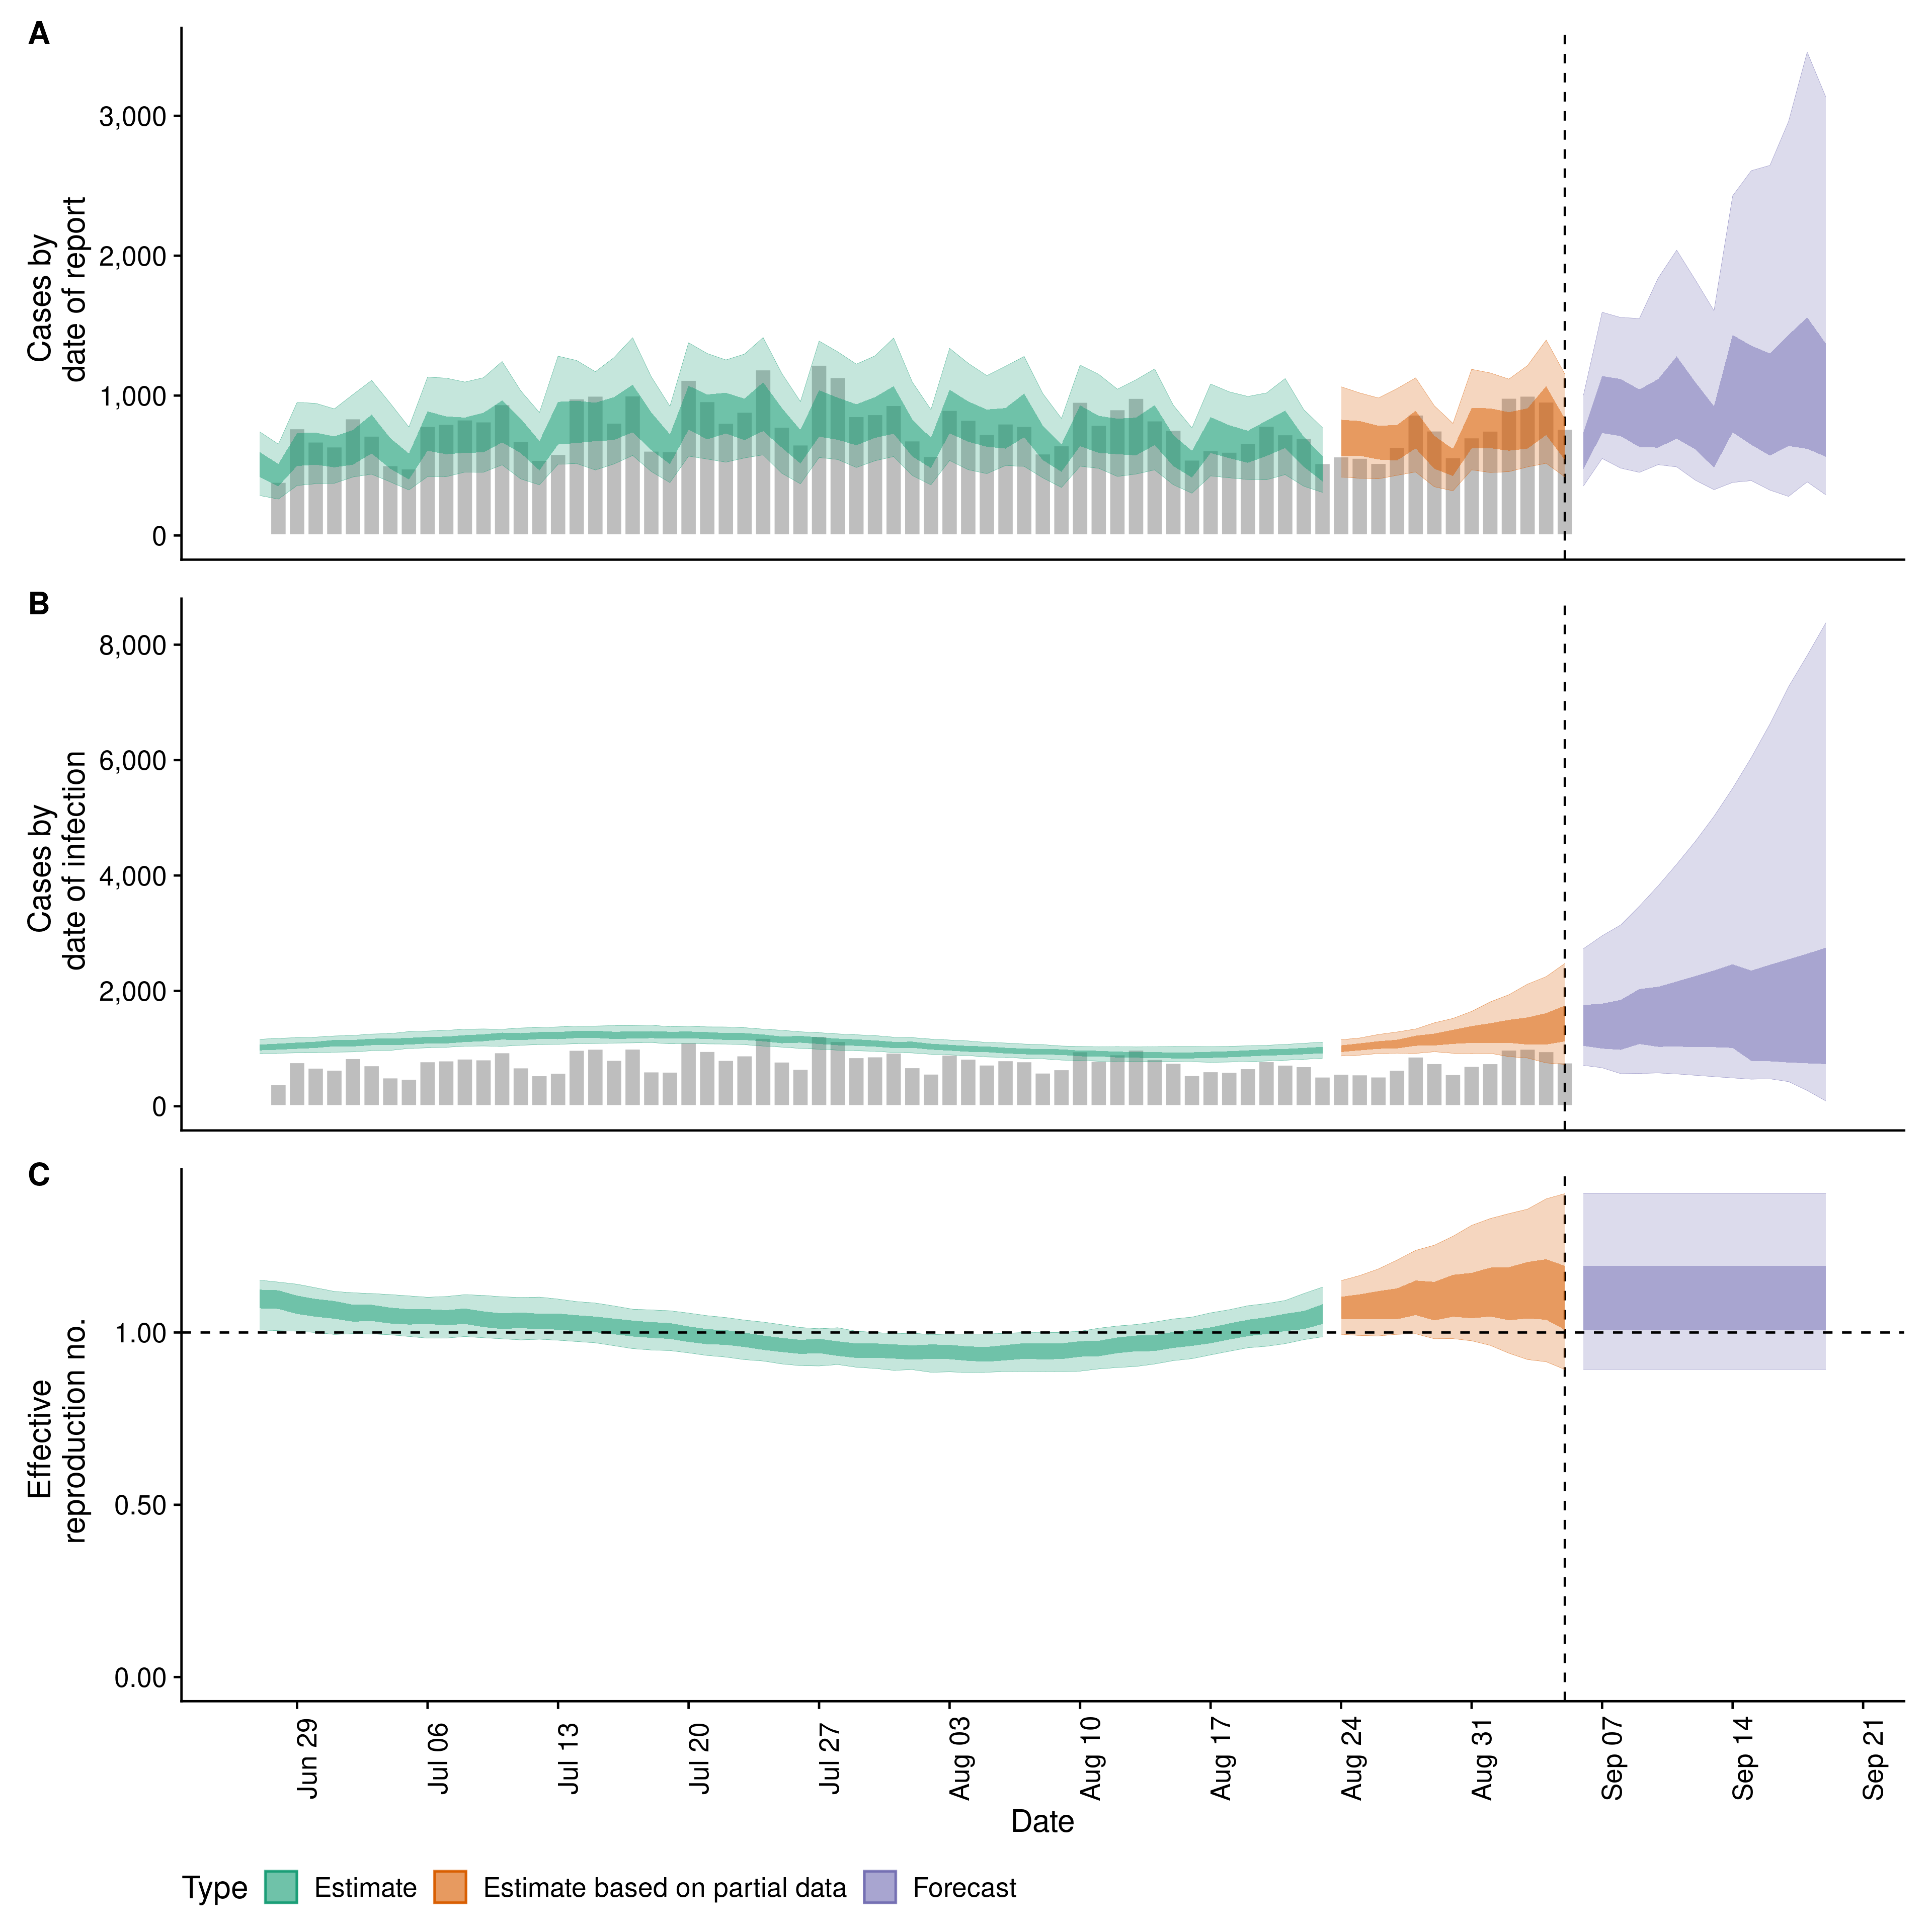 A
Cases by
date of report
3,000
2,000
1,000
0
B
Cases by
date of infection
8,000
6,000
4,000
2,000
0
C
Effective
reproduction no.
1.00
0.50
0.00
Jun 29
Jul 06
Jul 13
Jul 20
Jul 27
Aug 03
Aug 10
Aug 17
Aug 24
Aug 31
Sep 07
Sep 14
Sep 21
Date
Type Estimate Estimate based on partial data Forecast